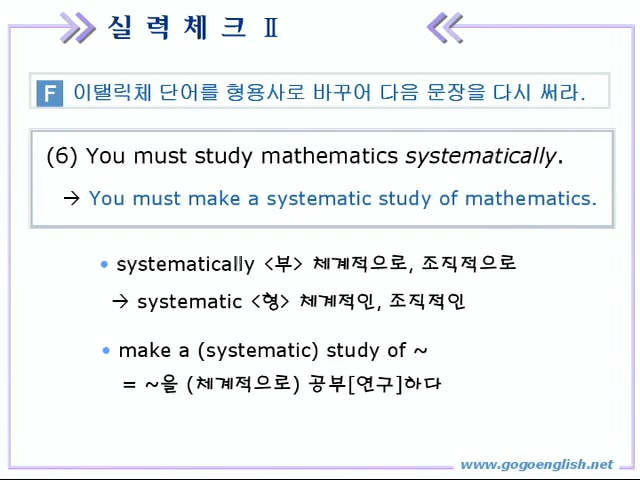 실 력 체 크 Ⅱ
F 이탤릭체 단어를 형용사로 바꾸어 다음 문장을 다시 써라.
(6) You must study mathematics systematically.
→ You must make a systematic study of mathematics.
• systematically <부> 체계적으로, 조직적으로
→ systematic <형> 체계적인, 조직적인
• make a (systematic) study of ~
= ~을 (체계적으로) 공부[연구]하다
www.gogoenglish.net